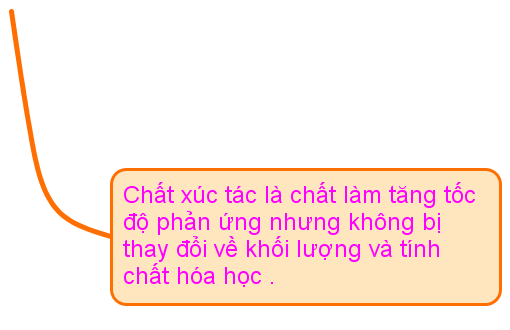 Chất xúc tác là chất làm tăng tốc
độ phản ứng nhưng không bị
thay đổi về khối lượng và tính
chất hóa học .